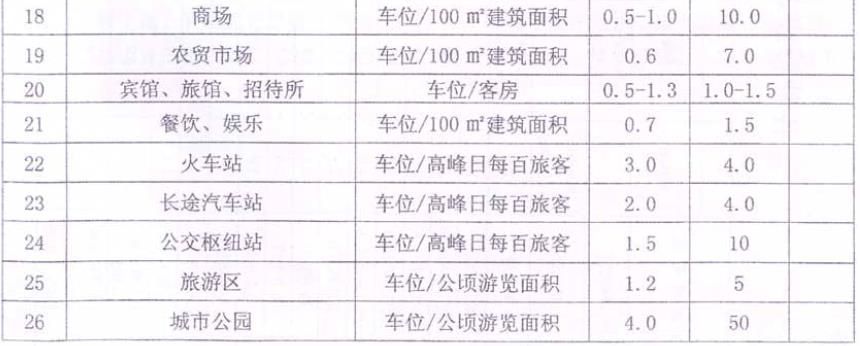 18 商场 车位/100 ㎡建筑面积 0.5-1.0 10.0
19 农贸市场 车位/100 ㎡建筑面积 0.6 7.0
20 宾馆、旅馆、招待所 车位/客房 0.5-1.3 1.0-1.5
21 餐饮、娱乐 车位/100 ㎡建筑面积 0.7 1.5
22 火车站 车位/高峰日每百旅客 3.0 4.0
23 长途汽车站 车位/高峰日每百旅客 2.0 4.0
24 公交枢纽站 车位/高峰日每百旅客 1.5 10
25 旅游区 车位/公顷游览面积 1.2 5
26 城市公园 车位/公顷游览面积 4.0 50